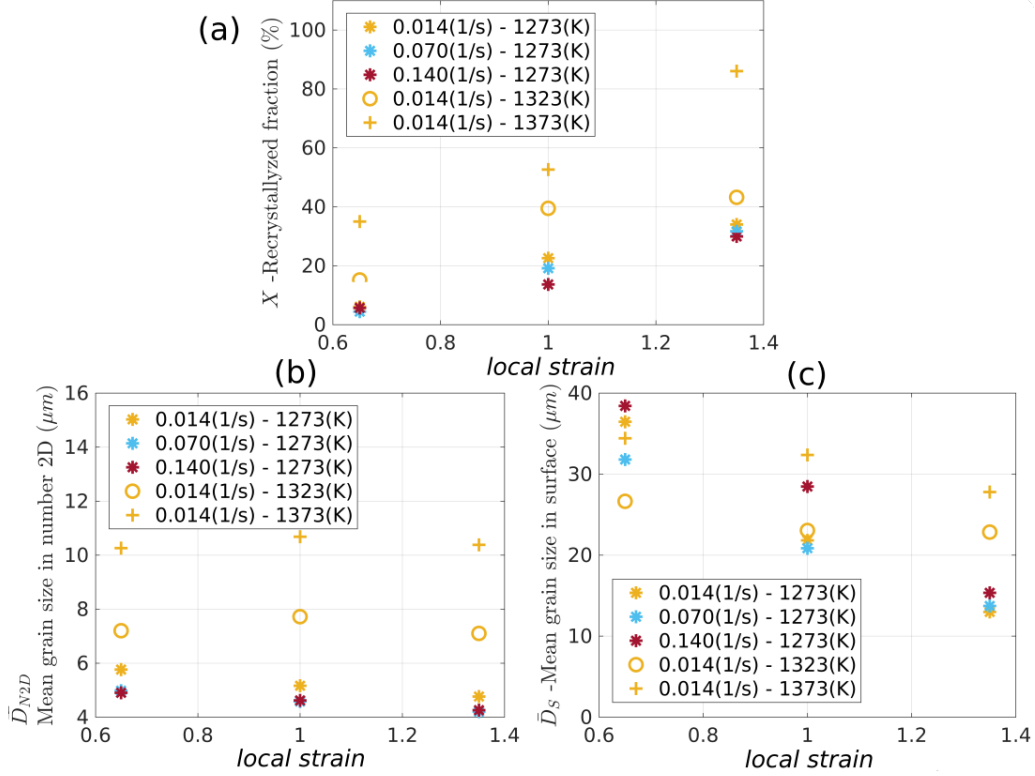 (a)
X -Recrystallyzed fraction (%)
100
80
60
40
20
0
0.014(1/s) - 1273(K)
0.070(1/s) - 1273(K)
0.140(1/s) - 1273(K)
0.014(1/s) - 1323(K)
0.014(1/s) - 1373(K)
0.6 0.8 1 1.2 1.4
local strain
(b)
D̄_N2D
Mean grain size in number 2D (μm)
16
14
12
10
8
6
4
0.014(1/s) - 1273(K)
0.070(1/s) - 1273(K)
0.140(1/s) - 1273(K)
0.014(1/s) - 1323(K)
0.014(1/s) - 1373(K)
0.6 0.8 1 1.2 1.4
local strain
(c)
D̄_S -Mean grain size in surface (μm)
40
30
20
10
0
0.014(1/s) - 1273(K)
0.070(1/s) - 1273(K)
0.140(1/s) - 1273(K)
0.014(1/s) - 1323(K)
0.014(1/s) - 1373(K)
0.6 0.8 1 1.2 1.4
local strain